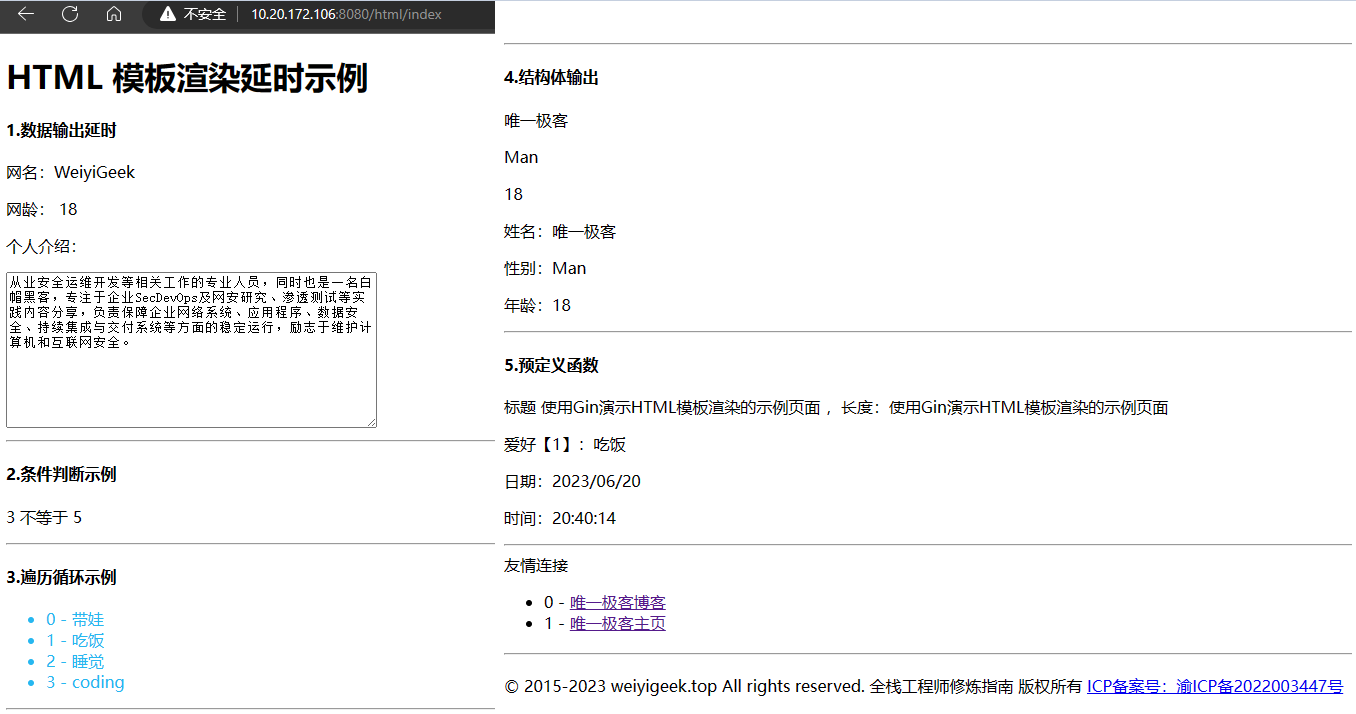 不安全 10.20.172.106:8080/html/index
HTML 模板渲染延时示例
1.数据输出延时
网名：WeiyiGeek
网龄： 18
个人介绍：
从业安全运维开发等相关工作的专业人员，同时也是一名白
帽黑客，专注于企业SecDevOps及网安研究、渗透测试等实
践内容分享，负责保障企业网络系统、应用程序、数据安
全、持续集成与交付系统等方面的稳定运行，励志于维护计
算机和互联网安全。
2.条件判断示例
3 不等于 5
3.遍历循环示例
0 - 带娃
1 - 吃饭
2 - 睡觉
3 - coding
4.结构体输出
唯一极客
Man
18
姓名：唯一极客
性别：Man
年龄：18
5.预定义函数
标题 使用Gin演示HTML模板渲染的示例页面 ，长度：使用Gin演示HTML模板渲染的示例页面
爱好【1】：吃饭
日期：2023/06/20
时间：20:40:14
友情连接
0 - 唯一极客博客
1 - 唯一极客主页
© 2015-2023 weiyigeek.top All rights reserved. 全栈工程师修炼指南 版权所有 ICP备案号：渝ICP备2022003447号